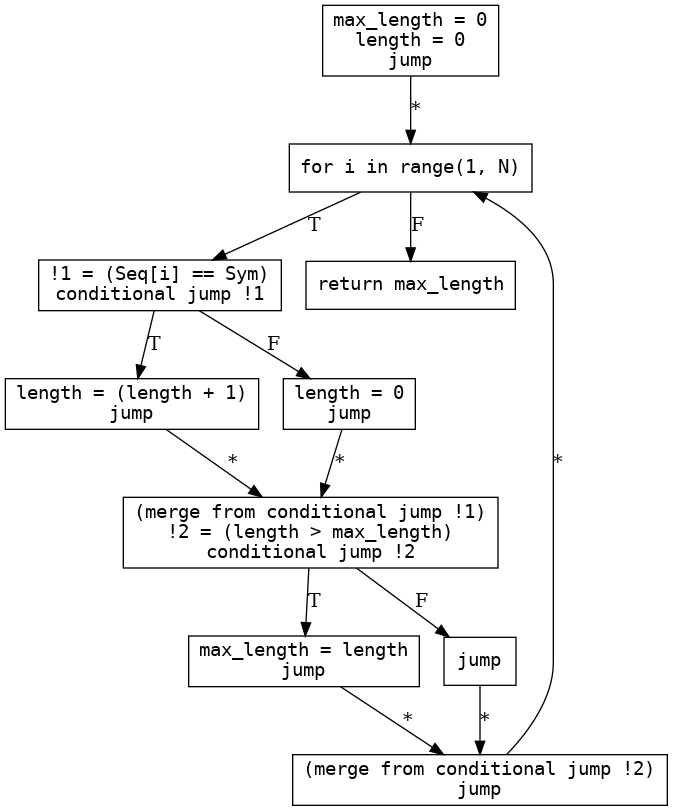 max_length = 0
length = 0
jump
*
for i in range(1, N)
T
F
!1 = (Seq[i] == Sym)
conditional jump !1
return max_length
T
F
length = (length + 1)
jump
length = 0
jump
*
*
*
(merge from conditional jump !1)
!2 = (length > max_length)
conditional jump !2
T
F
max_length = length
jump
jump
*
*
(merge from conditional jump !2)
jump